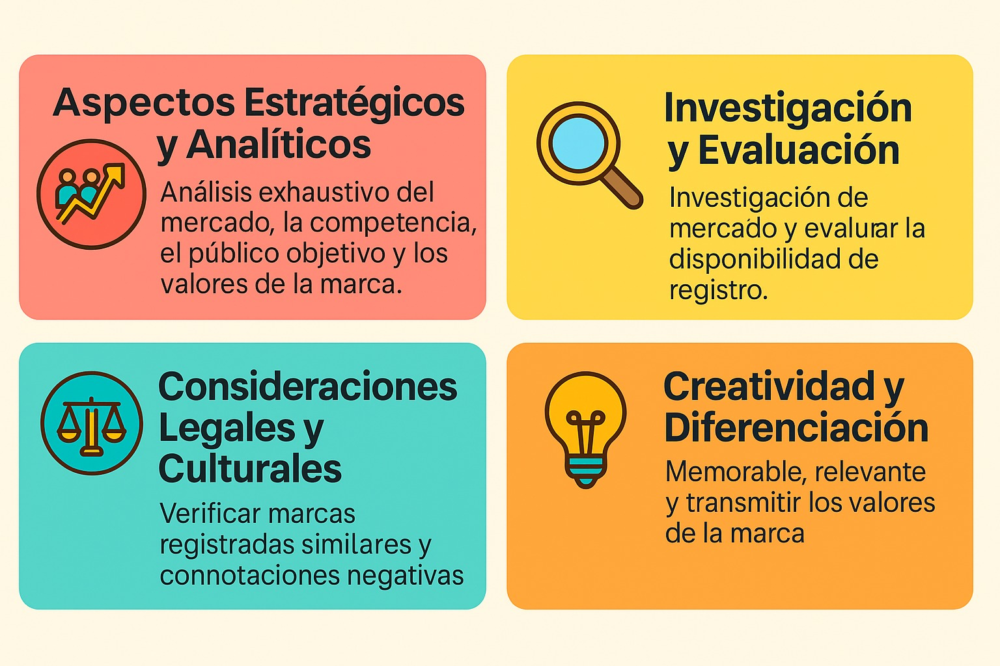 Aspectos Estratégicos
y Analíticos
Análisis exhaustivo del
mercado, la competencia,
el público objetivo y los
valores de la marca.
Investigación
y Evaluación
Investigación de
mercado y evaluar la
disponibilidad de
registro.
Consideraciones
Legales y
Culturales
Verificar marcas
registradas similares y
connotaciones negativas
Creatividad y
Diferenciación
Memorable, relevante
y transmitir los valores
de la marca